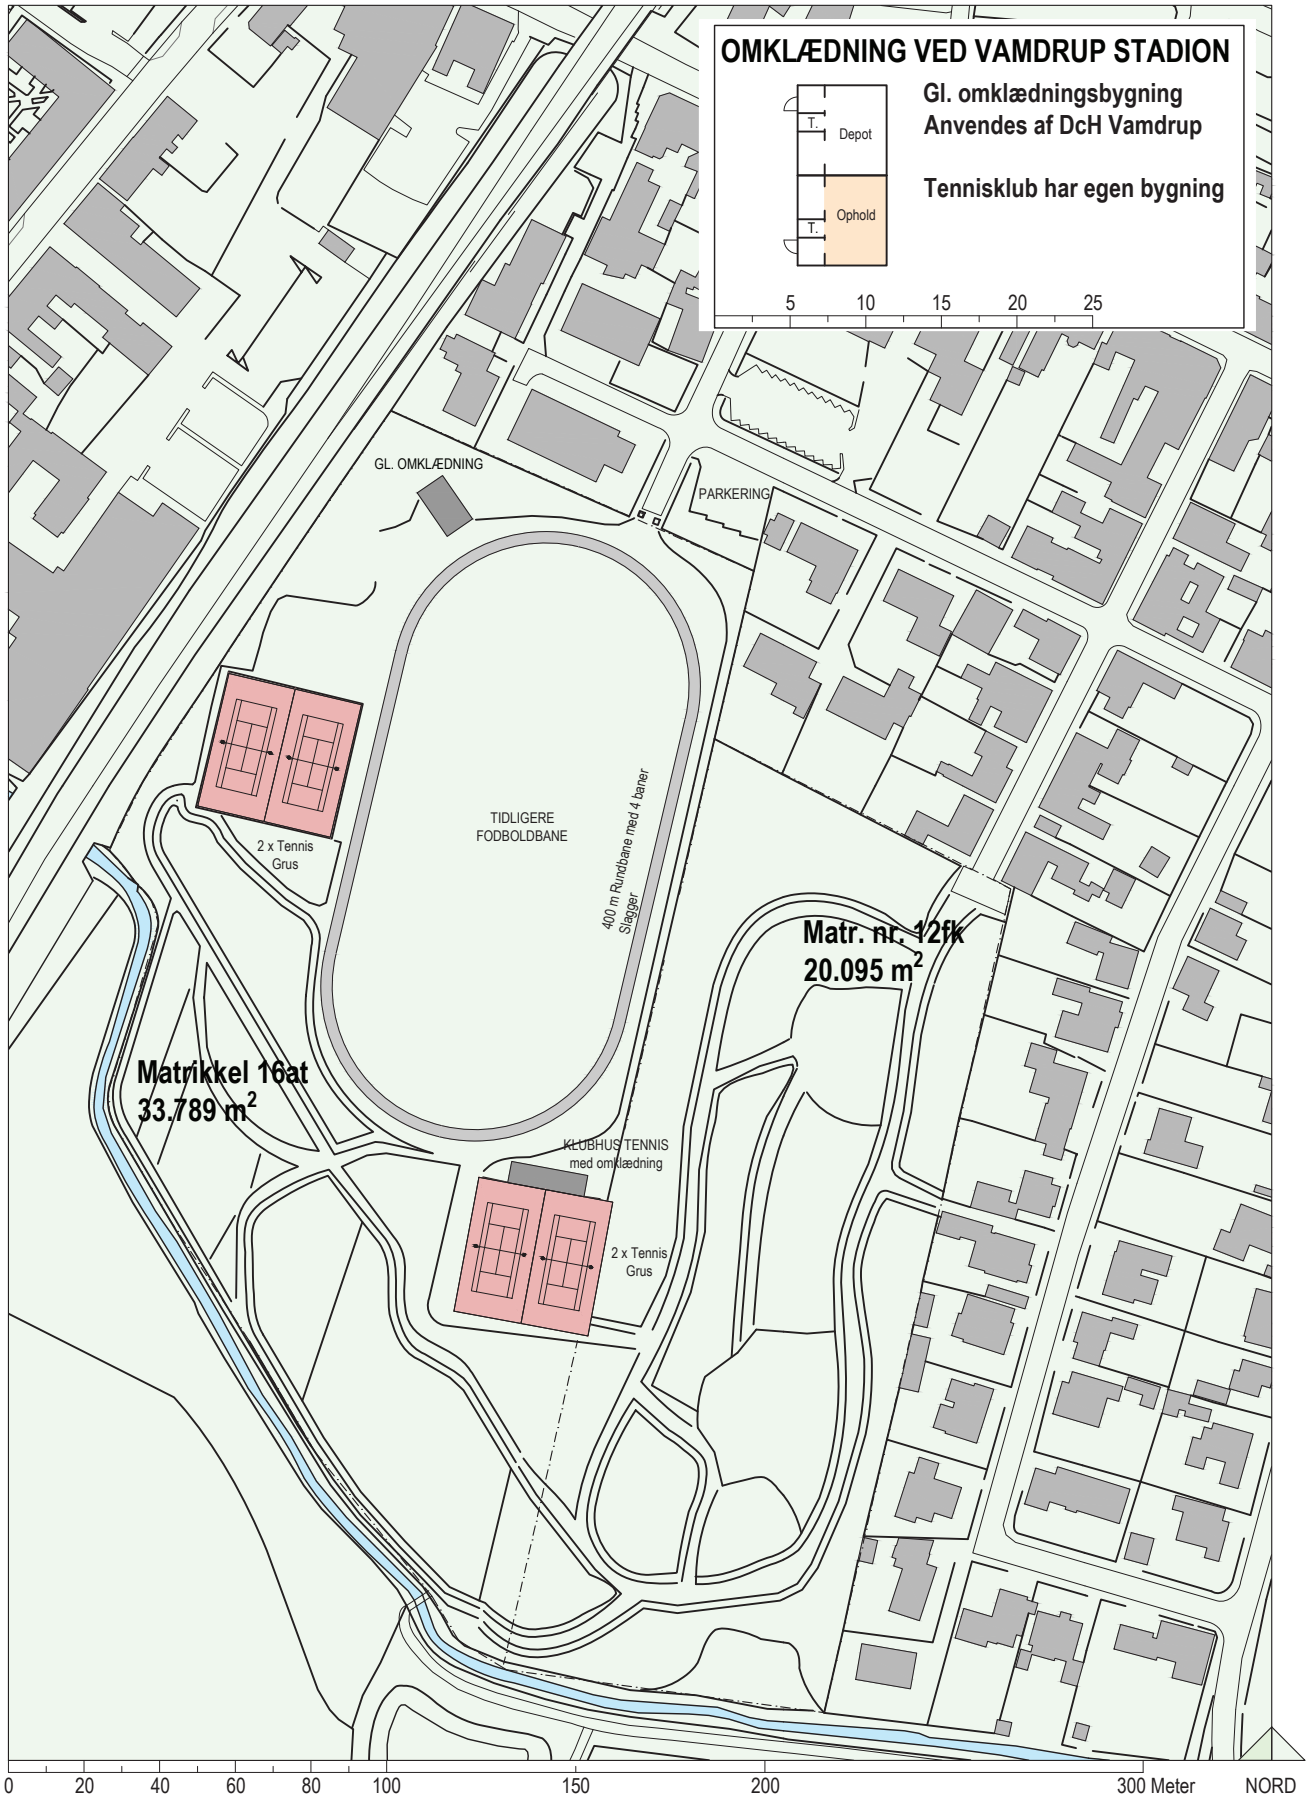 OMKLÆDNING VED VAMDRUP STADION
Gl. omklædningsbygning
Anvendes af DcH Vamdrup
T.
Depot
Tennisklub har egen bygning
Ophold
T.
5 10 15 20 25
GL. OMKLÆDNING
PARKERING
TIDLIGERE
FODBOLDBANE
400 m Rundbane med 4 baner
Slagger
2 x Tennis
Grus
Matr. nr. 12fk
20.095 m²
Matrikkel 16at
33.789 m²
KLUBHUS TENNIS
med omklædning
2 x Tennis
Grus
0 20 40 60 80 100 150 200 300 Meter NORD